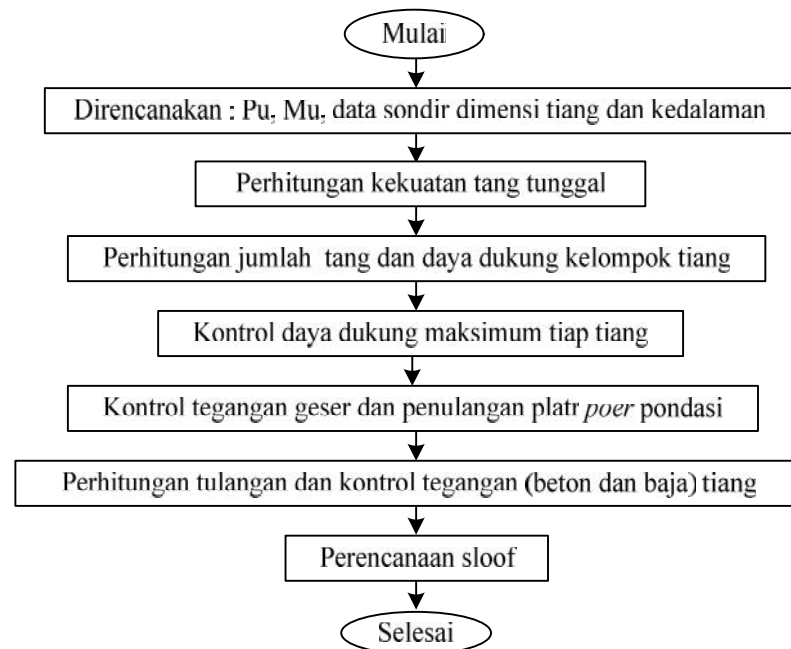 Mulai
Direncanakan : Pu, Mu, data sondir dimensi tiang dan kedalaman
Perhitungan kekuatan tang tunggal
Perhitungan jumlah tang dan daya dukung kelompok tiang
Kontrol daya dukung maksimum tiap tiang
Kontrol tegangan geser dan penulangan platr poer pondasi
Perhitungan tulangan dan kontrol tegangan (beton dan baja) tiang
Perencanaan sloof
Selesai